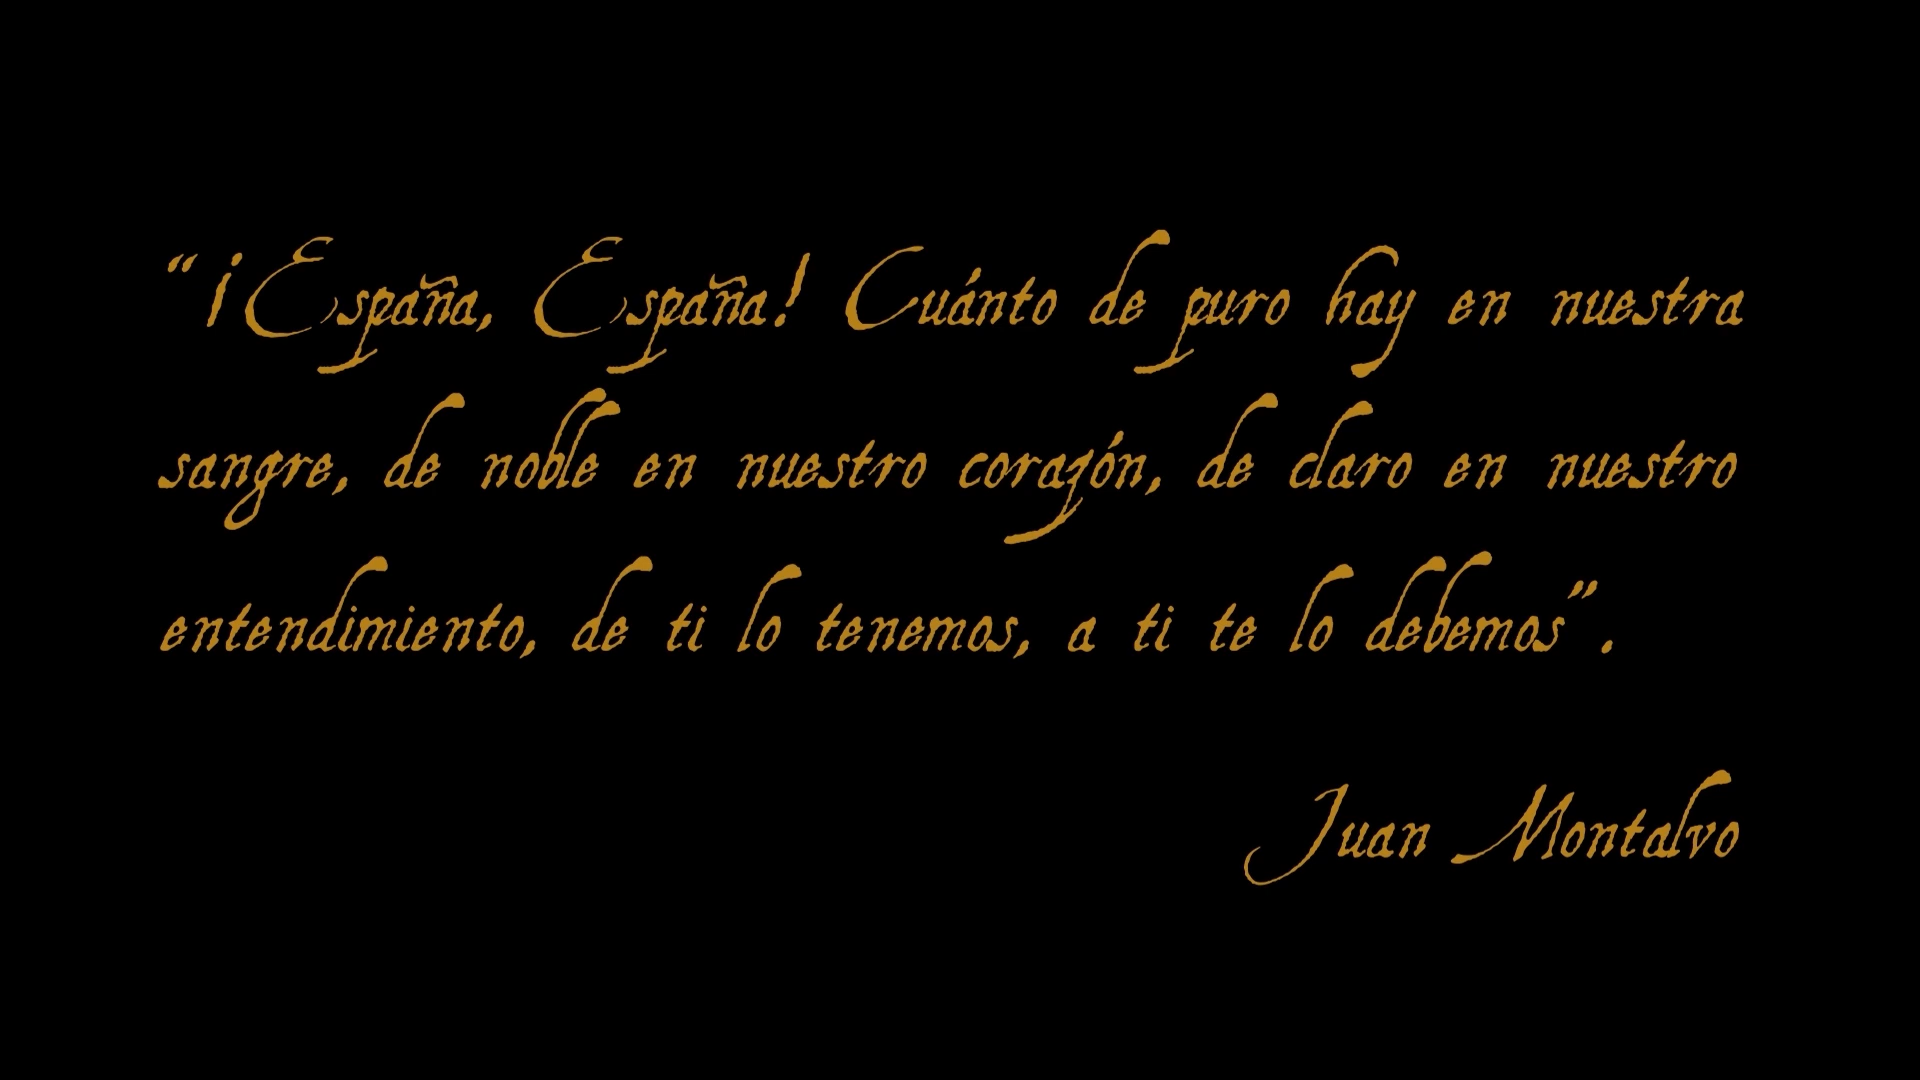 “¡España, España! Cuánto de puro hay en nuestra
sangre, de noble en nuestro corazón, de claro en nuestro
entendimiento, de ti lo tenemos, a ti te lo debemos”.
Juan Montalvo